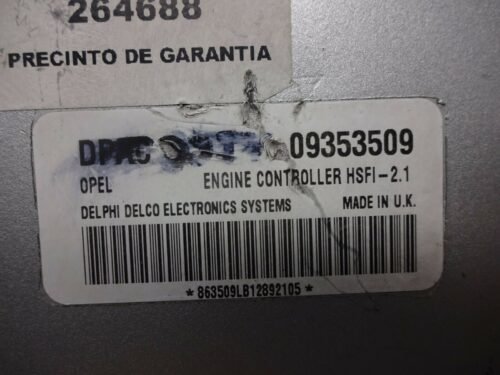 264688
PRECINTO DE GARANTIA
09353509
OPEL ENGINE CONTROLLER HSFI-2.1
DELPHI DELCO ELECTRONICS SYSTEMS MADE IN U.K.
*863509LB12892105*